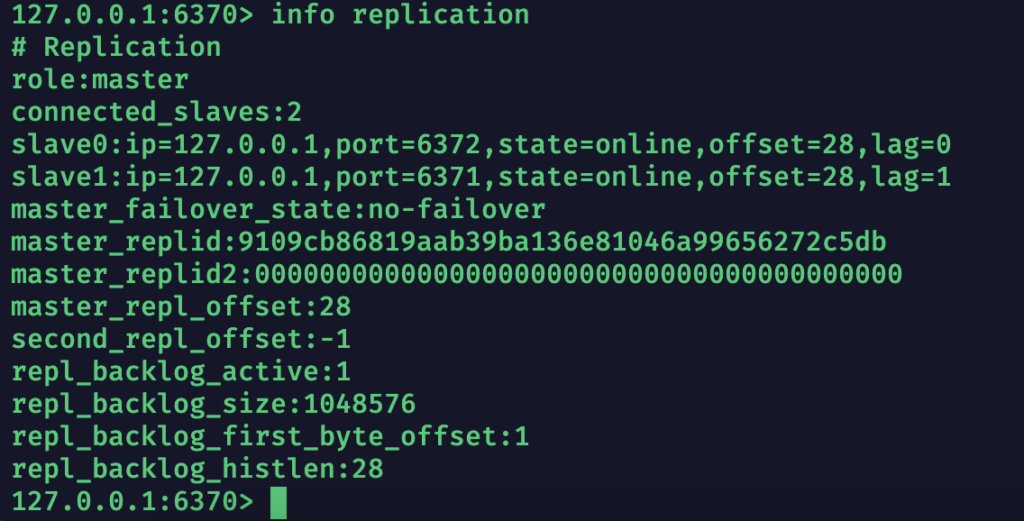 127.0.0.1:6370> info replication
# Replication
role:master
connected_slaves:2
slave0:ip=127.0.0.1,port=6372,state=online,offset=28,lag=0
slave1:ip=127.0.0.1,port=6371,state=online,offset=28,lag=1
master_failover_state:no-failover
master_replid:9109cb86819aab39ba136e81046a99656272c5db
master_replid2:0000000000000000000000000000000000000000
master_repl_offset:28
second_repl_offset:-1
repl_backlog_active:1
repl_backlog_size:1048576
repl_backlog_first_byte_offset:1
repl_backlog_histlen:28
127.0.0.1:6370>